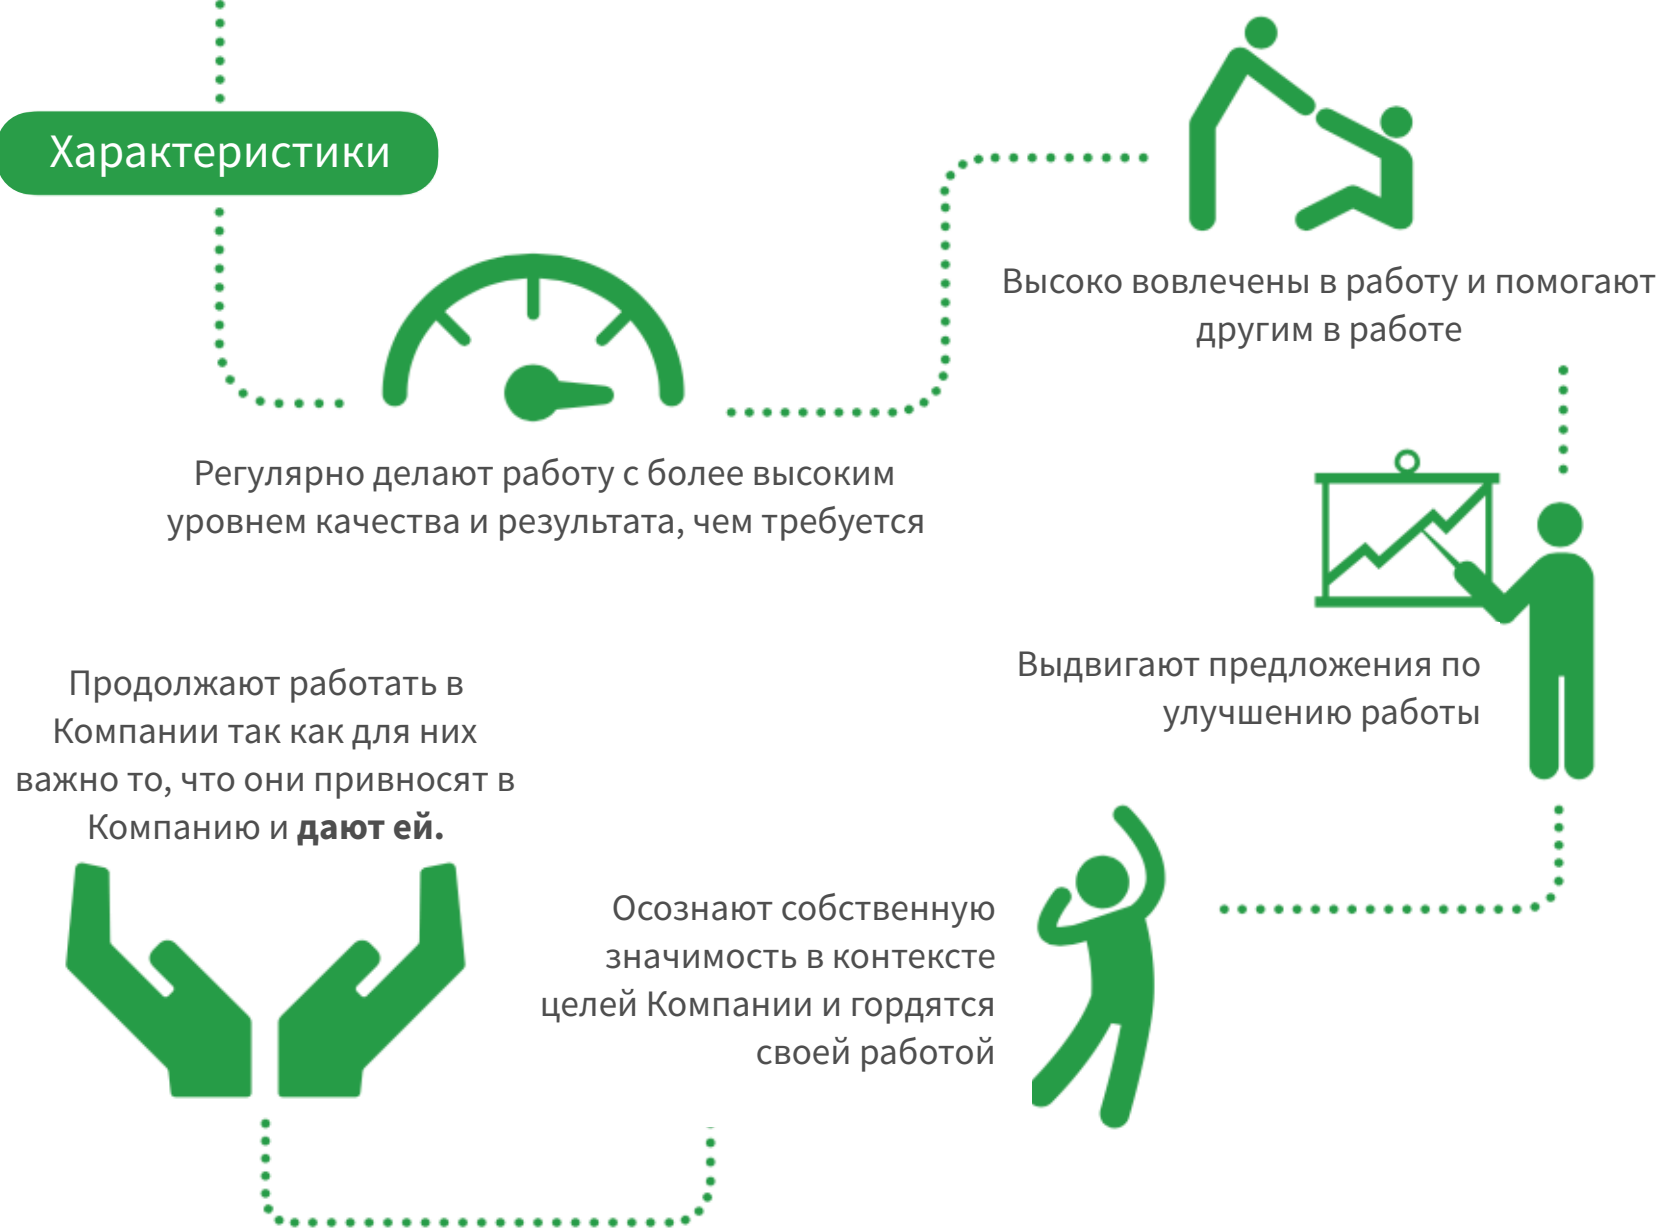 Характеристики
Высоко вовлечены в работу и помогают
другим в работе
Регулярно делают работу с более высоким
уровнем качества и результата, чем требуется
Выдвигают предложения по
улучшению работы
Осознают собственную
значимость в контексте
целей Компании и гордятся
своей работой
Продолжают работать в
Компании так как для них
важно то, что они привносят в
Компанию и дают ей.